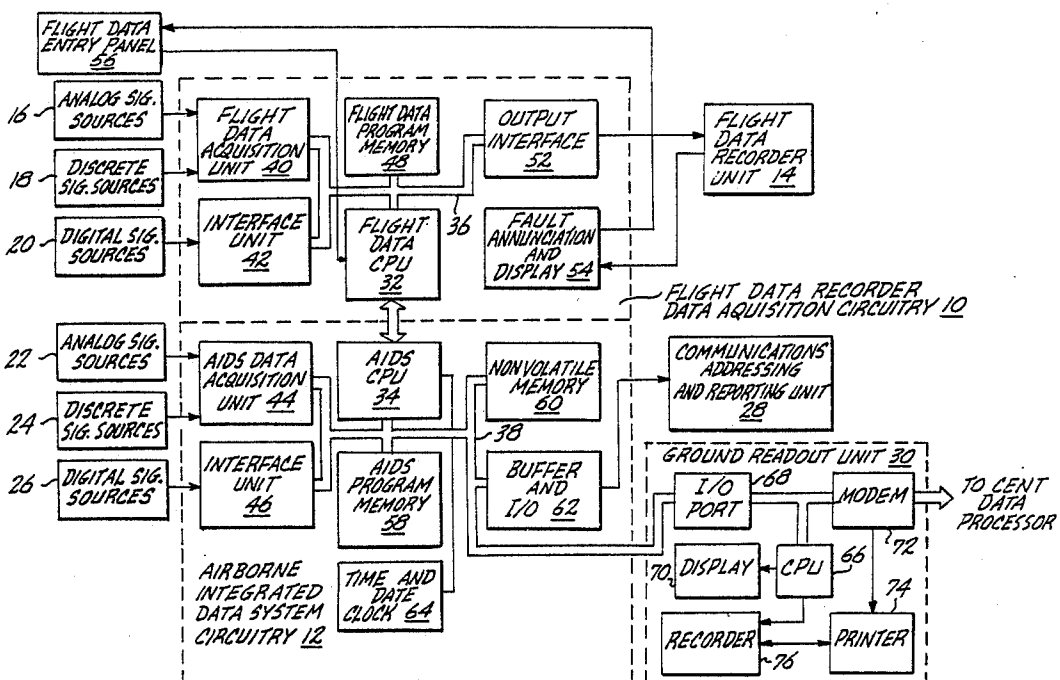 FLIGHT DATA
ENTRY PANEL
56
16
ANALOG SIG.
SOURCES
18
DISCRETE
SIG. SOURCES
20
DIGITAL SIG.
SOURCES
FLIGHT
DATA
ACQUISITION
UNIT 40
INTERFACE
UNIT
42
FLIGHT DATA
PROGRAM
MEMORY
48
FLIGHT
DATA
CPU
32
36
OUTPUT
INTERFACE
52
FAULT
ANNUNCIATION
AND
DISPLAY 54
FLIGHT
DATA
RECORDER
UNIT 14
FLIGHT DATA RECORDER
DATA AQUISITION CIRCUITRY 10
22
ANALOG SIG.
SOURCES
24
DISCRETE
SIG. SOURCES
26
DIGITAL SIG.
SOURCES
AIDS DATA
ACQUISITION
UNIT
44
INTERFACE
UNIT
46
AIDS
CPU
34
AIDS
PROGRAM
MEMORY
58
TIME AND
DATE
CLOCK 64
NONVOLATILE
MEMORY
60
38
BUFFER
AND
I/O 62
COMMUNICATIONS
ADDRESSING
AND REPORTING UNIT
28
AIRBORNE
INTEGRATED
DATA SYSTEM
CIRCUITRY 12
GROUND READOUT UNIT 30
I/O
PORT
68
MODEM
72
TO CENT
DATA
PROCESSOR
70
DISPLAY
CPU
66
74
RECORDER
76
PRINTER